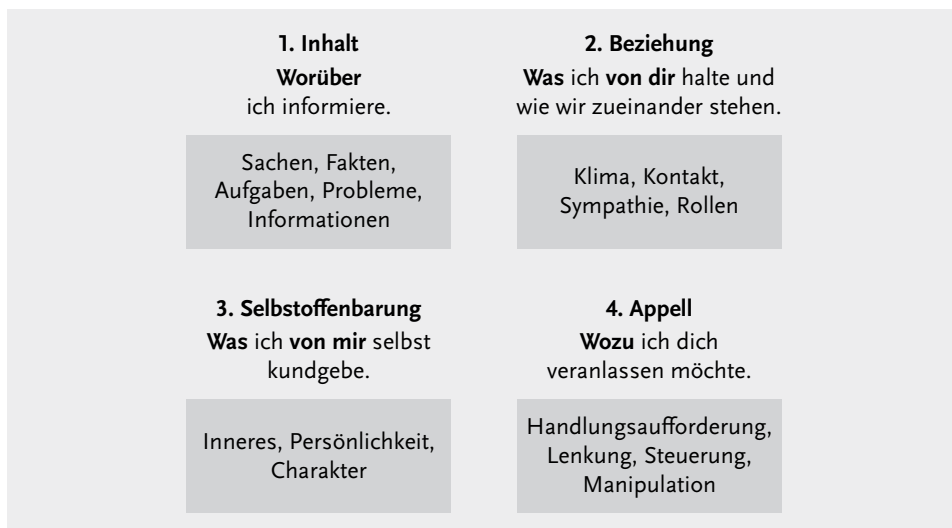 1. Inhalt
Worüber
ich informiere.
Sachen, Fakten,
Aufgaben, Probleme,
Informationen
2. Beziehung
Was ich von dir halte und
wie wir zueinander stehen.
Klima, Kontakt,
Sympathie, Rollen
3. Selbstoffenbarung
Was ich von mir selbst
kundgebe.
Inneres, Persönlichkeit,
Charakter
4. Appell
Wozu ich dich
veranlassen möchte.
Handlungsaufforderung,
Lenkung, Steuerung,
Manipulation